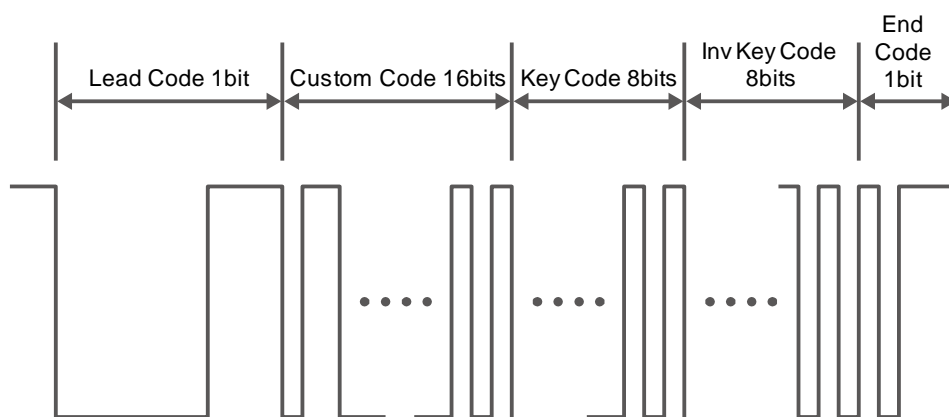 Lead Code 1bit
Custom Code 16bits
Key Code 8bits
Inv Key Code
8bits
End
Code
1bit